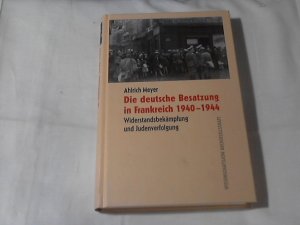 Ahlrich Meyer
Die deutsche Besatzung
in Frankreich 1940–1944
Widerstandsbekämpfung
und Judenverfolgung
WISSENSCHAFTLICHE BUCHGESELLSCHAFT